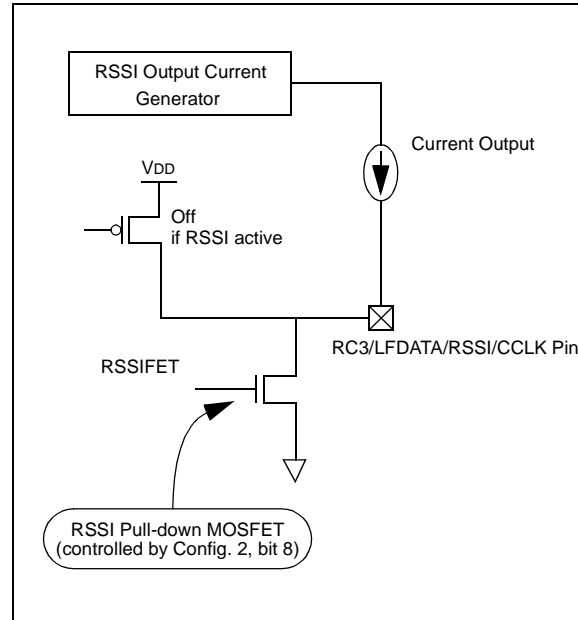 RSSI Output Current
Generator
Current Output
VDD
Off
if RSSI active
RC3/LFDATA/RSSI/CCLK Pin
RSSIFET
RSSI Pull-down MOSFET
(controlled by Config. 2, bit 8)